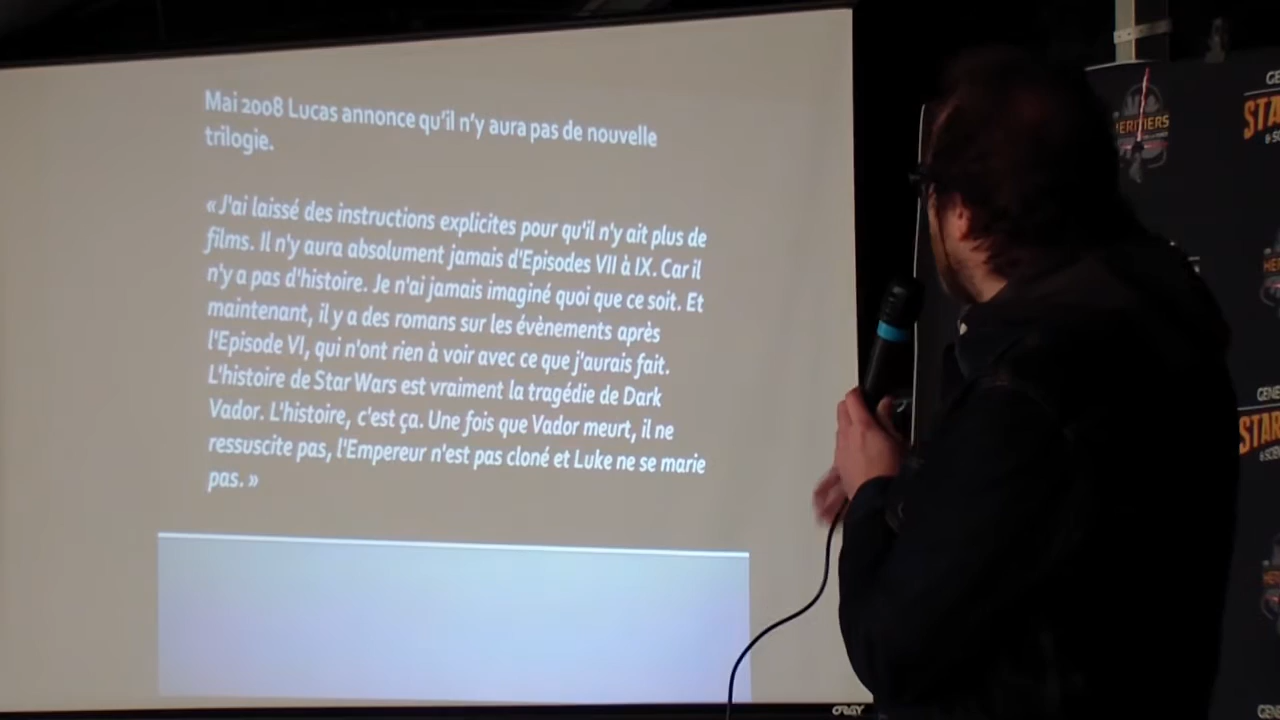 Mai 2008 Lucas annonce qu'il n'y aura pas de nouvelle
trilogie.
« J'ai laissé des instructions explicites pour qu'il n'y ait plus de
films. Il n'y aura absolument jamais d'Episodes VII à IX. Car il
n'y a pas d'histoire. Je n'ai jamais imaginé quoi que ce soit. Et
maintenant, il y a des romans sur les évènements après
l'Episode VI, qui n'ont rien à voir avec ce que j'aurais fait.
L'histoire de Star Wars est vraiment la tragédie de Dark
Vador. L'histoire, c'est ça. Une fois que Vador meurt, il ne
ressuscite pas, l'Empereur n'est pas cloné et Luke ne se marie
pas. »
ORAY